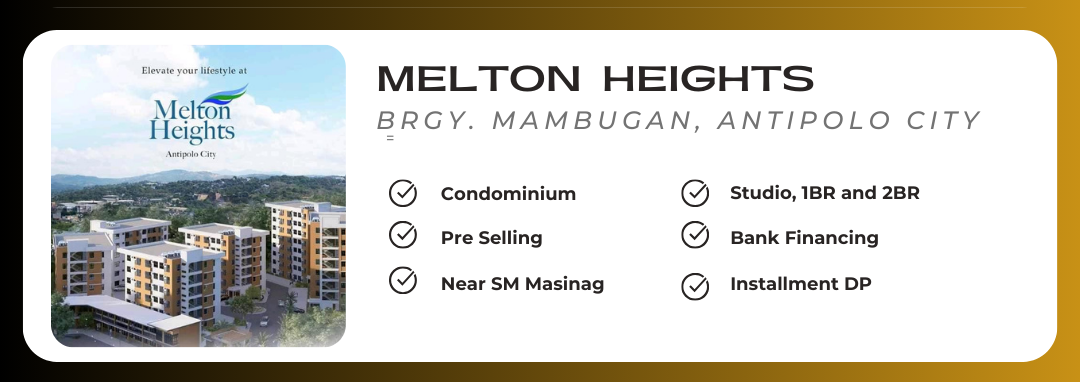 Elevate your lifestyle at
Melton
Heights
Antipolo City
MELTON HEIGHTS
BRGY. MAMBUGAN, ANTIPOLO CITY
=
Condominium
Pre Selling
Near SM Masinag
Studio, 1BR and 2BR
Bank Financing
Installment DP